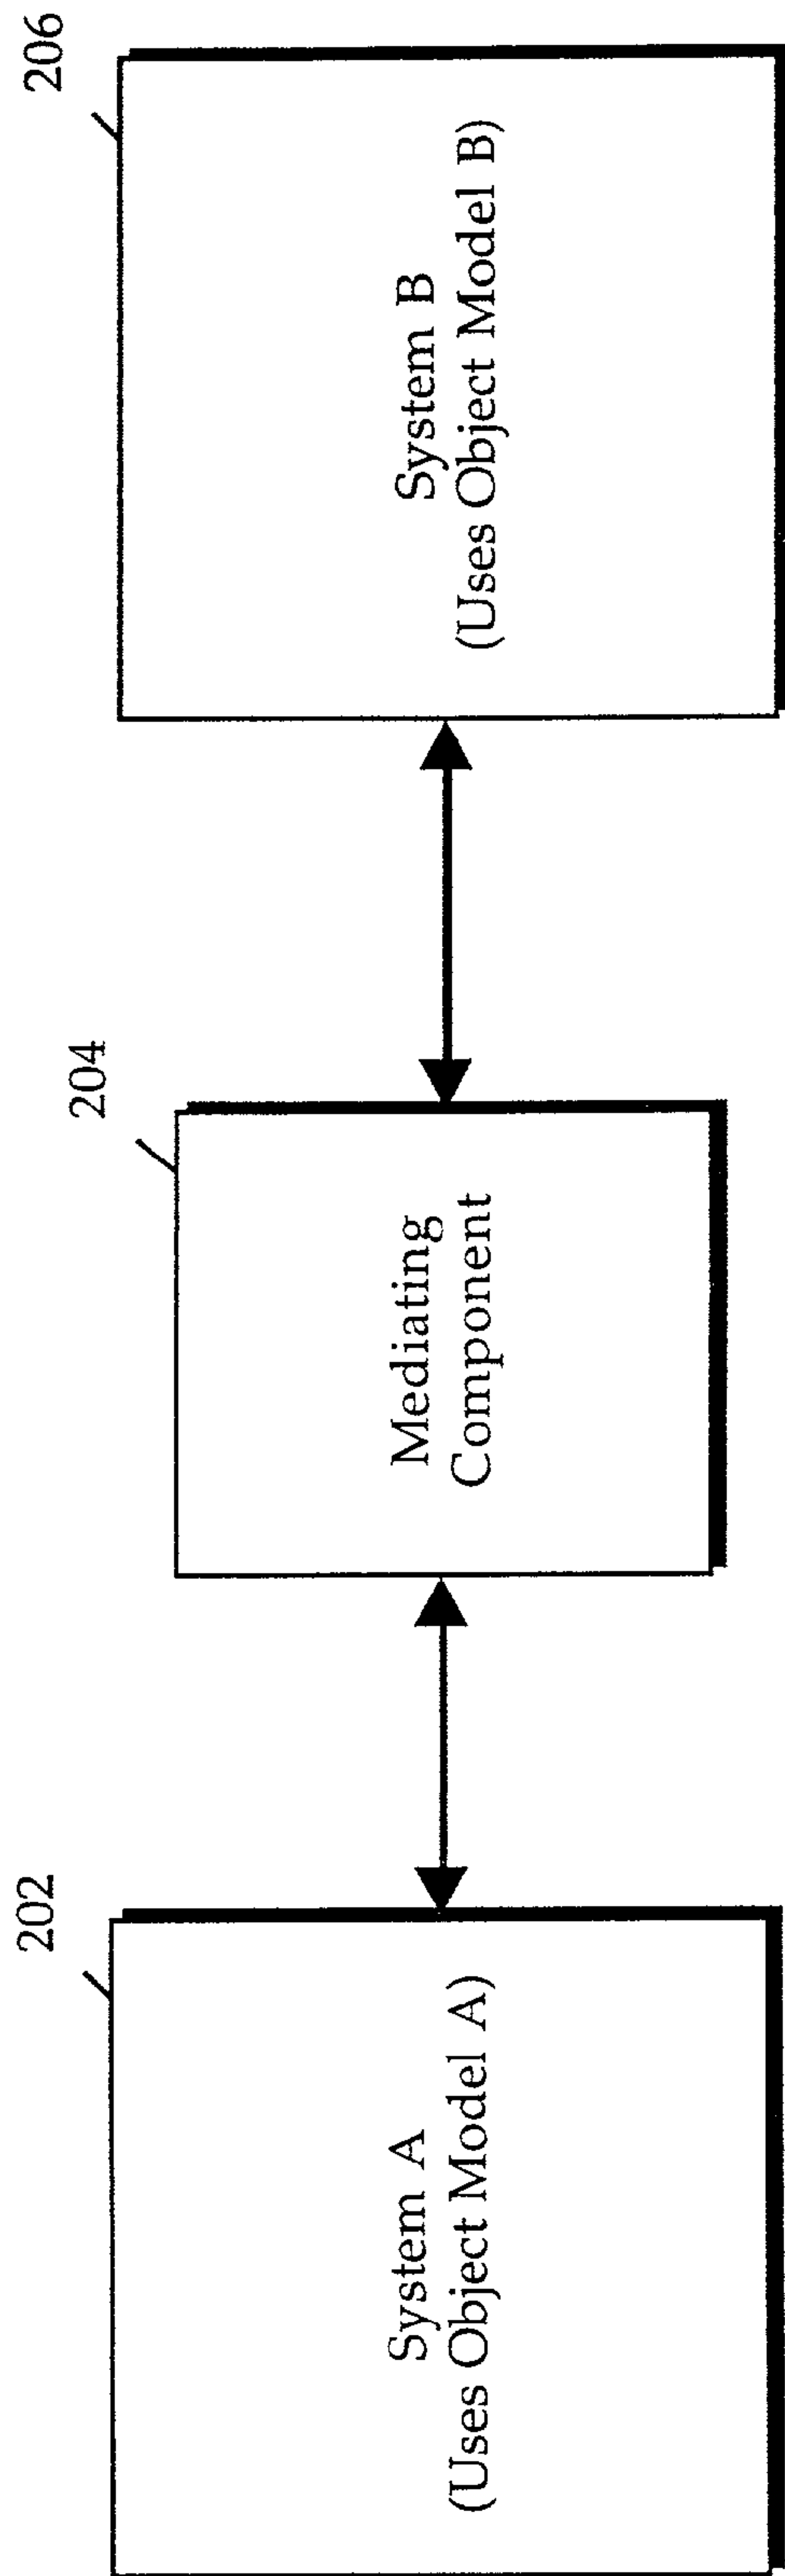 202
System A
(Uses Object Model A)
204
Mediating
Component
206
System B
(Uses Object Model B)